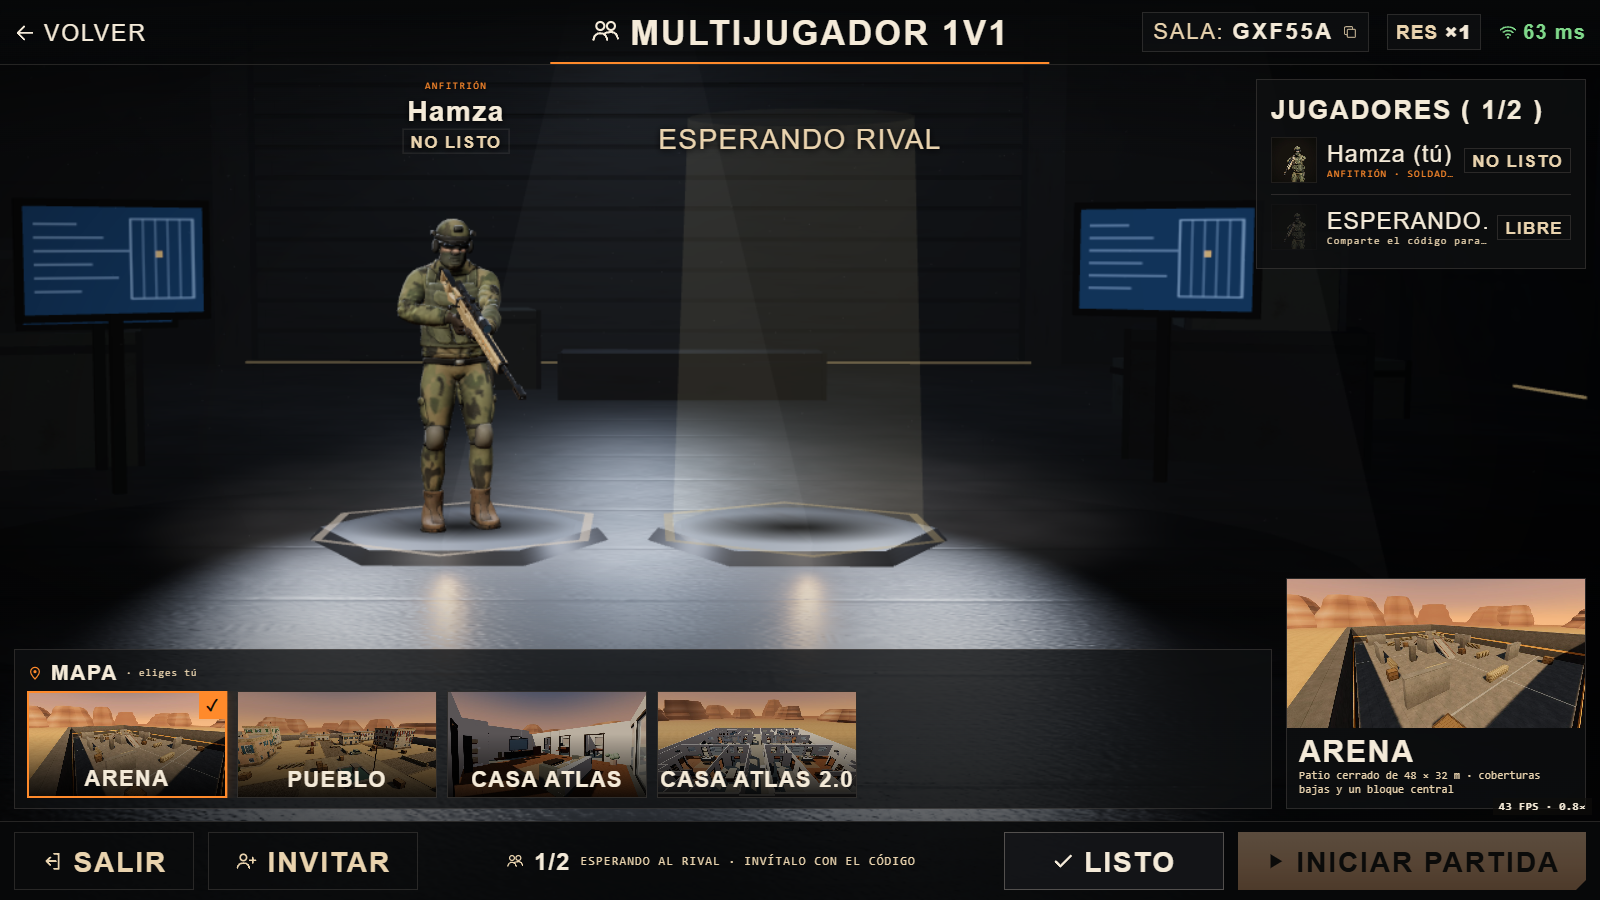 VOLVER
MULTIJUGADOR 1V1
SALA: GXF55A
RES ×1
63 ms
ANFITRIÓN
Hamza
NO LISTO
ESPERANDO RIVAL
JUGADORES ( 1/2 )
Hamza (tú)
ANFITRIÓN · SOLDAD…
NO LISTO
ESPERANDO.
Comparte el código para…
LIBRE
MAPA · eliges tú
ARENA
PUEBLO
CASA ATLAS
CASA ATLAS 2.0
ARENA
Patio cerrado de 48 × 32 m · coberturas
bajas y un bloque central
43 FPS · 0.8×
SALIR
INVITAR
1/2 ESPERANDO AL RIVAL · INVÍTALO CON EL CÓDIGO
LISTO
INICIAR PARTIDA